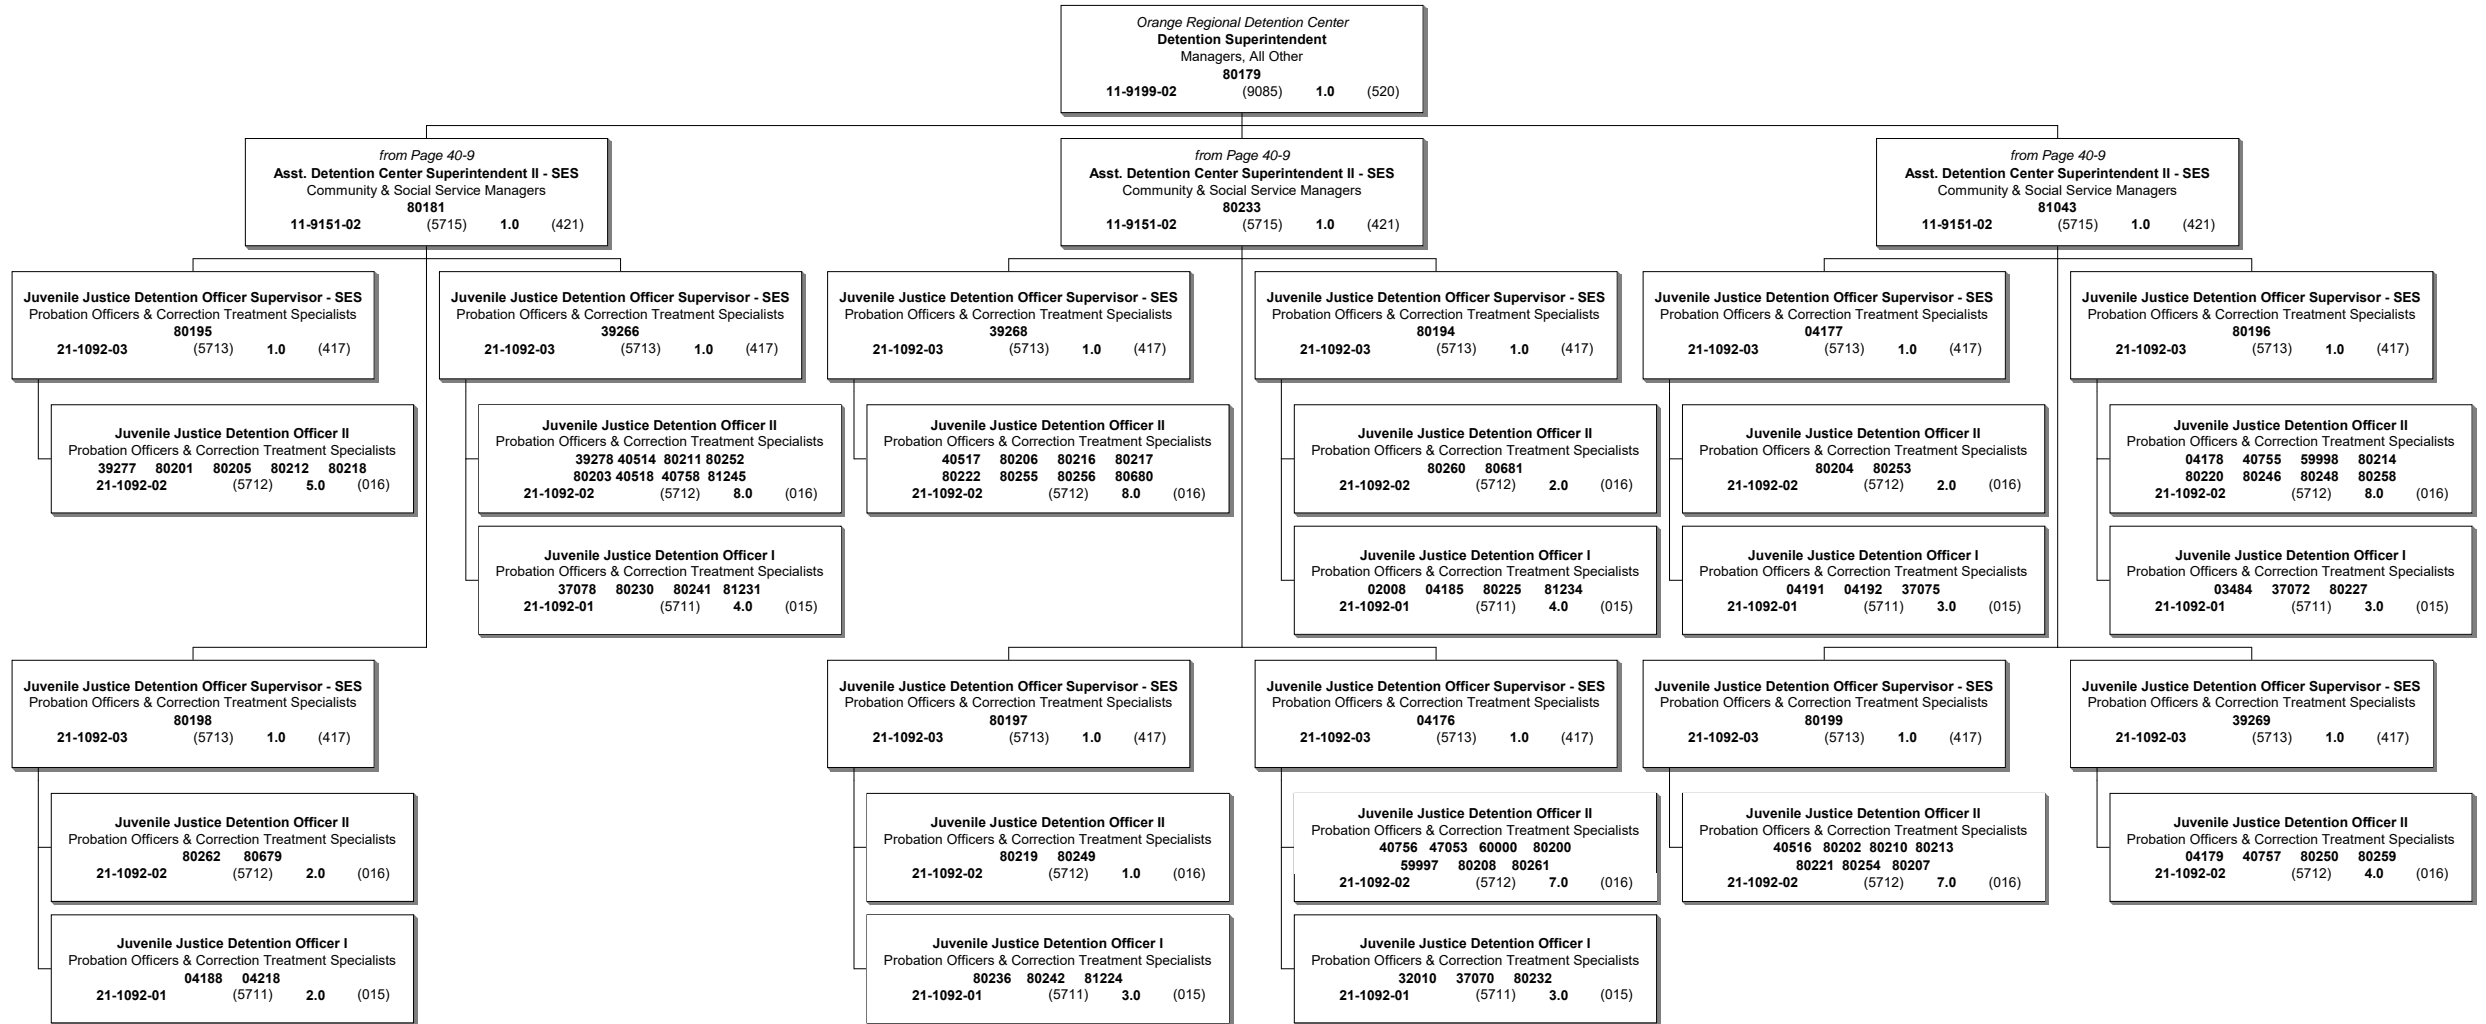 Orange Regional Detention Center
Detention Superintendent
Managers, All Other
80179
11-9199-02 (9085) 1.0 (520)
from Page 40-9
Asst. Detention Center Superintendent II - SES
Community & Social Service Managers
80181
11-9151-02 (5715) 1.0 (421)
from Page 40-9
Asst. Detention Center Superintendent II - SES
Community & Social Service Managers
80233
11-9151-02 (5715) 1.0 (421)
from Page 40-9
Asst. Detention Center Superintendent II - SES
Community & Social Service Managers
81043
11-9151-02 (5715) 1.0 (421)
Juvenile Justice Detention Officer Supervisor - SES
Probation Officers & Correction Treatment Specialists
80195
21-1092-03 (5713) 1.0 (417)
Juvenile Justice Detention Officer Supervisor - SES
Probation Officers & Correction Treatment Specialists
39266
21-1092-03 (5713) 1.0 (417)
Juvenile Justice Detention Officer Supervisor - SES
Probation Officers & Correction Treatment Specialists
39268
21-1092-03 (5713) 1.0 (417)
Juvenile Justice Detention Officer Supervisor - SES
Probation Officers & Correction Treatment Specialists
80194
21-1092-03 (5713) 1.0 (417)
Juvenile Justice Detention Officer Supervisor - SES
Probation Officers & Correction Treatment Specialists
04177
21-1092-03 (5713) 1.0 (417)
Juvenile Justice Detention Officer Supervisor - SES
Probation Officers & Correction Treatment Specialists
80196
21-1092-03 (5713) 1.0 (417)
Juvenile Justice Detention Officer II
Probation Officers & Correction Treatment Specialists
39277 80201 80205 80212 80218
21-1092-02 (5712) 5.0 (016)
Juvenile Justice Detention Officer II
Probation Officers & Correction Treatment Specialists
39278 40514 80211 80252
80203 40518 40758 81245
21-1092-02 (5712) 8.0 (016)
Juvenile Justice Detention Officer II
Probation Officers & Correction Treatment Specialists
40517 80206 80216 80217
80222 80255 80256 80680
21-1092-02 (5712) 8.0 (016)
Juvenile Justice Detention Officer II
Probation Officers & Correction Treatment Specialists
80260 80681
21-1092-02 (5712) 2.0 (016)
Juvenile Justice Detention Officer II
Probation Officers & Correction Treatment Specialists
80204 80253
21-1092-02 (5712) 2.0 (016)
Juvenile Justice Detention Officer II
Probation Officers & Correction Treatment Specialists
04178 40755 59998 80214
80220 80246 80248 80258
21-1092-02 (5712) 8.0 (016)
Juvenile Justice Detention Officer I
Probation Officers & Correction Treatment Specialists
37078 80230 80241 81231
21-1092-01 (5711) 4.0 (015)
Juvenile Justice Detention Officer I
Probation Officers & Correction Treatment Specialists
02008 04185 80225 81234
21-1092-01 (5711) 4.0 (015)
Juvenile Justice Detention Officer I
Probation Officers & Correction Treatment Specialists
04191 04192 37075
21-1092-01 (5711) 3.0 (015)
Juvenile Justice Detention Officer I
Probation Officers & Correction Treatment Specialists
03484 37072 80227
21-1092-01 (5711) 3.0 (015)
Juvenile Justice Detention Officer Supervisor - SES
Probation Officers & Correction Treatment Specialists
80198
21-1092-03 (5713) 1.0 (417)
Juvenile Justice Detention Officer Supervisor - SES
Probation Officers & Correction Treatment Specialists
80197
21-1092-03 (5713) 1.0 (417)
Juvenile Justice Detention Officer Supervisor - SES
Probation Officers & Correction Treatment Specialists
04176
21-1092-03 (5713) 1.0 (417)
Juvenile Justice Detention Officer Supervisor - SES
Probation Officers & Correction Treatment Specialists
80199
21-1092-03 (5713) 1.0 (417)
Juvenile Justice Detention Officer Supervisor - SES
Probation Officers & Correction Treatment Specialists
39269
21-1092-03 (5713) 1.0 (417)
Juvenile Justice Detention Officer II
Probation Officers & Correction Treatment Specialists
80262 80679
21-1092-02 (5712) 2.0 (016)
Juvenile Justice Detention Officer II
Probation Officers & Correction Treatment Specialists
80219 80249
21-1092-02 (5712) 1.0 (016)
Juvenile Justice Detention Officer II
Probation Officers & Correction Treatment Specialists
40756 47053 60000 80200
59997 80208 80261
21-1092-02 (5712) 7.0 (016)
Juvenile Justice Detention Officer II
Probation Officers & Correction Treatment Specialists
40516 80202 80210 80213
80221 80254 80207
21-1092-02 (5712) 7.0 (016)
Juvenile Justice Detention Officer II
Probation Officers & Correction Treatment Specialists
04179 40757 80250 80259
21-1092-02 (5712) 4.0 (016)
Juvenile Justice Detention Officer I
Probation Officers & Correction Treatment Specialists
04188 04218
21-1092-01 (5711) 2.0 (015)
Juvenile Justice Detention Officer I
Probation Officers & Correction Treatment Specialists
80236 80242 81224
21-1092-01 (5711) 3.0 (015)
Juvenile Justice Detention Officer I
Probation Officers & Correction Treatment Specialists
32010 37070 80232
21-1092-01 (5711) 3.0 (015)